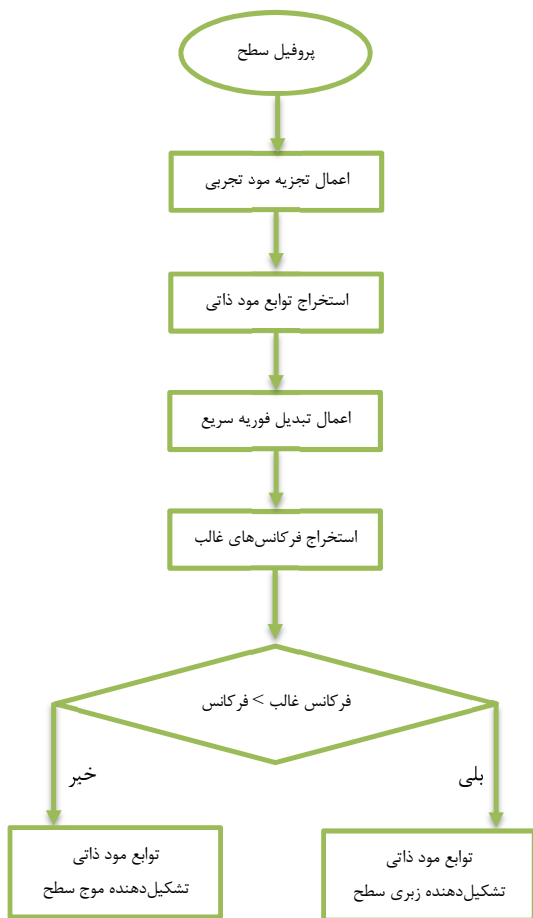 پروفیل سطح
اعمال تجزیه مود تجربی
استخراج توابع مود ذاتی
اعمال تبدیل فوریه سریع
استخراج فرکانس‌های غالب
فرکانس غالب > فرکانس
خیر
بلی
توابع مود ذاتی
تشکیل‌دهنده موج سطح
توابع مود ذاتی
تشکیل‌دهنده زبری سطح